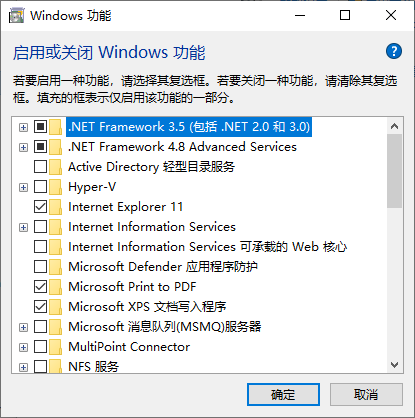 Windows 功能
启用或关闭 Windows 功能
若要启用一种功能，请选择其复选框。若要关闭一种功能，请清除其复选
框。填充的框表示仅启用该功能的一部分。
.NET Framework 3.5 (包括 .NET 2.0 和 3.0)
.NET Framework 4.8 Advanced Services
Active Directory 轻型目录服务
Hyper-V
Internet Explorer 11
Internet Information Services
Internet Information Services 可承载的 Web 核心
Microsoft Defender 应用程序防护
Microsoft Print to PDF
Microsoft XPS 文档写入程序
Microsoft 消息队列(MSMQ)服务器
MultiPoint Connector
NFS 服务
确定
取消